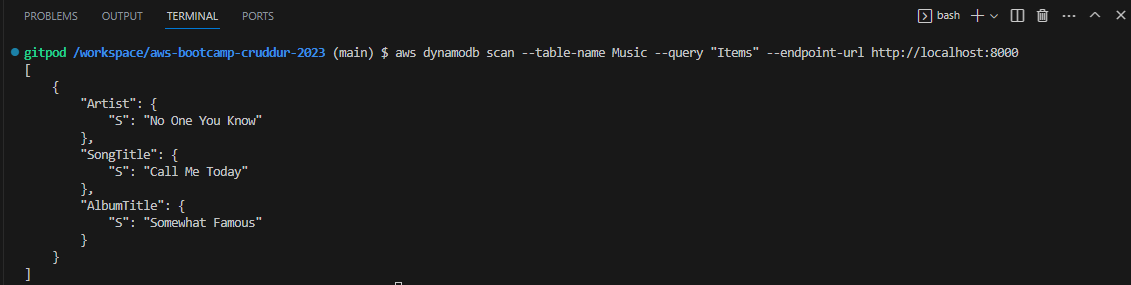 PROBLEMS OUTPUT TERMINAL PORTS bash
gitpod /workspace/aws-bootcamp-cruddur-2023 (main) $ aws dynamodb scan --table-name Music --query "Items" --endpoint-url http://localhost:8000
[
    {
        "Artist": {
            "S": "No One You Know"
        },
        "SongTitle": {
            "S": "Call Me Today"
        },
        "AlbumTitle": {
            "S": "Somewhat Famous"
        }
    }
]